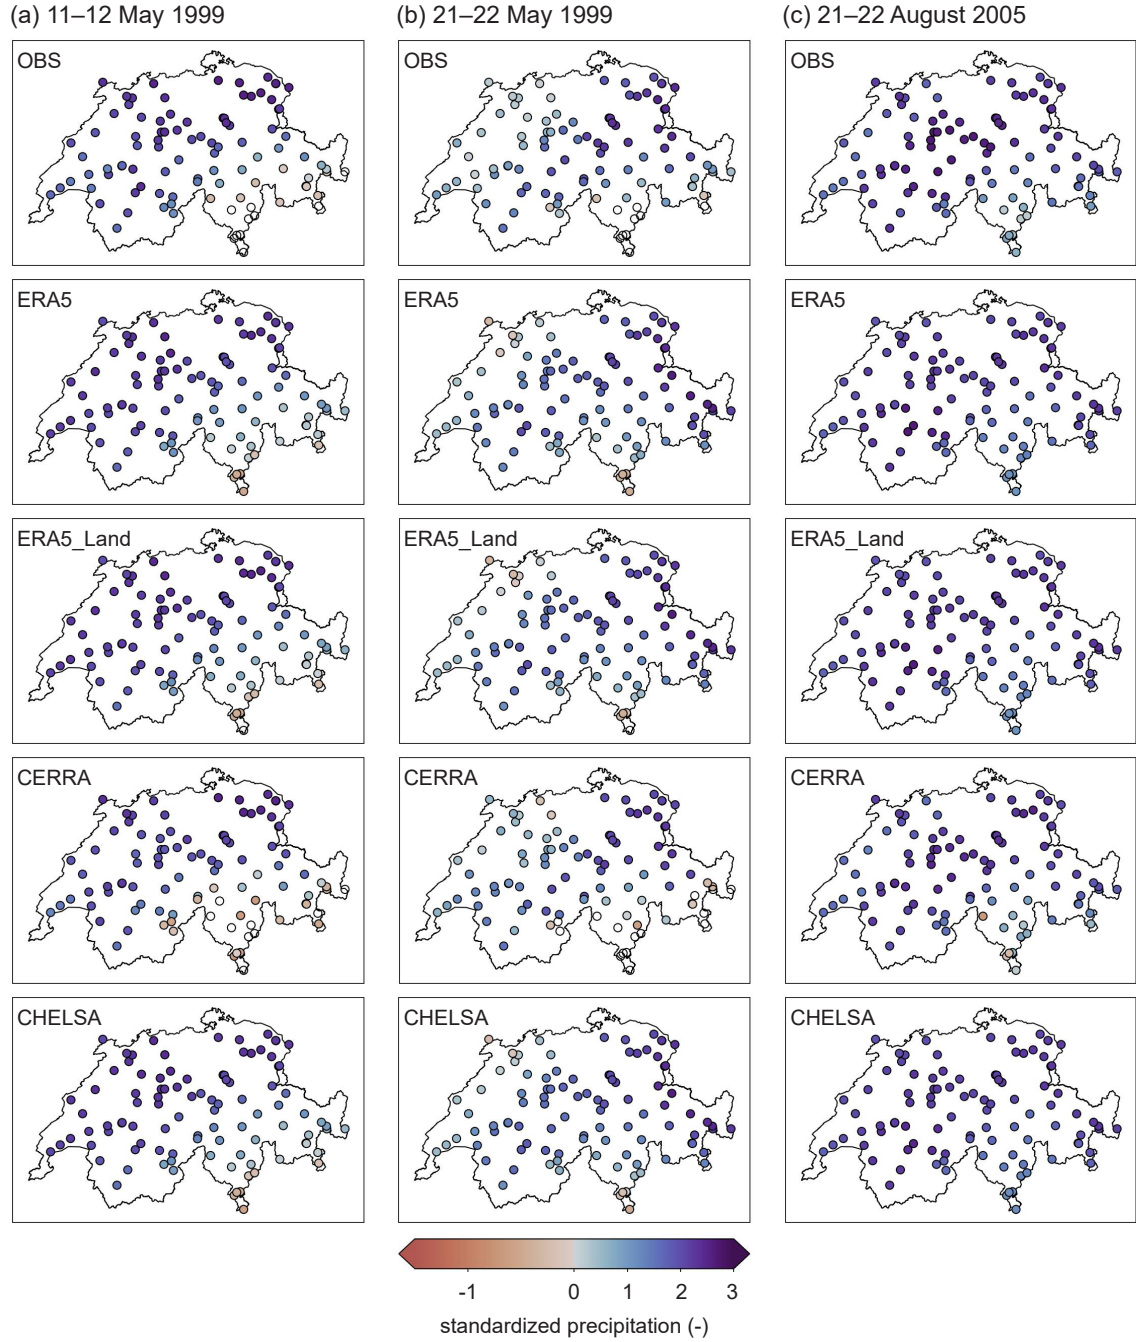 (a) 11–12 May 1999
(b) 21–22 May 1999
(c) 21–22 August 2005
OBS
OBS
OBS
ERA5
ERA5
ERA5
ERA5_Land
ERA5_Land
ERA5_Land
CERRA
CERRA
CERRA
CHELSA
CHELSA
CHELSA
-1 0 1 2 3
standardized precipitation (-)